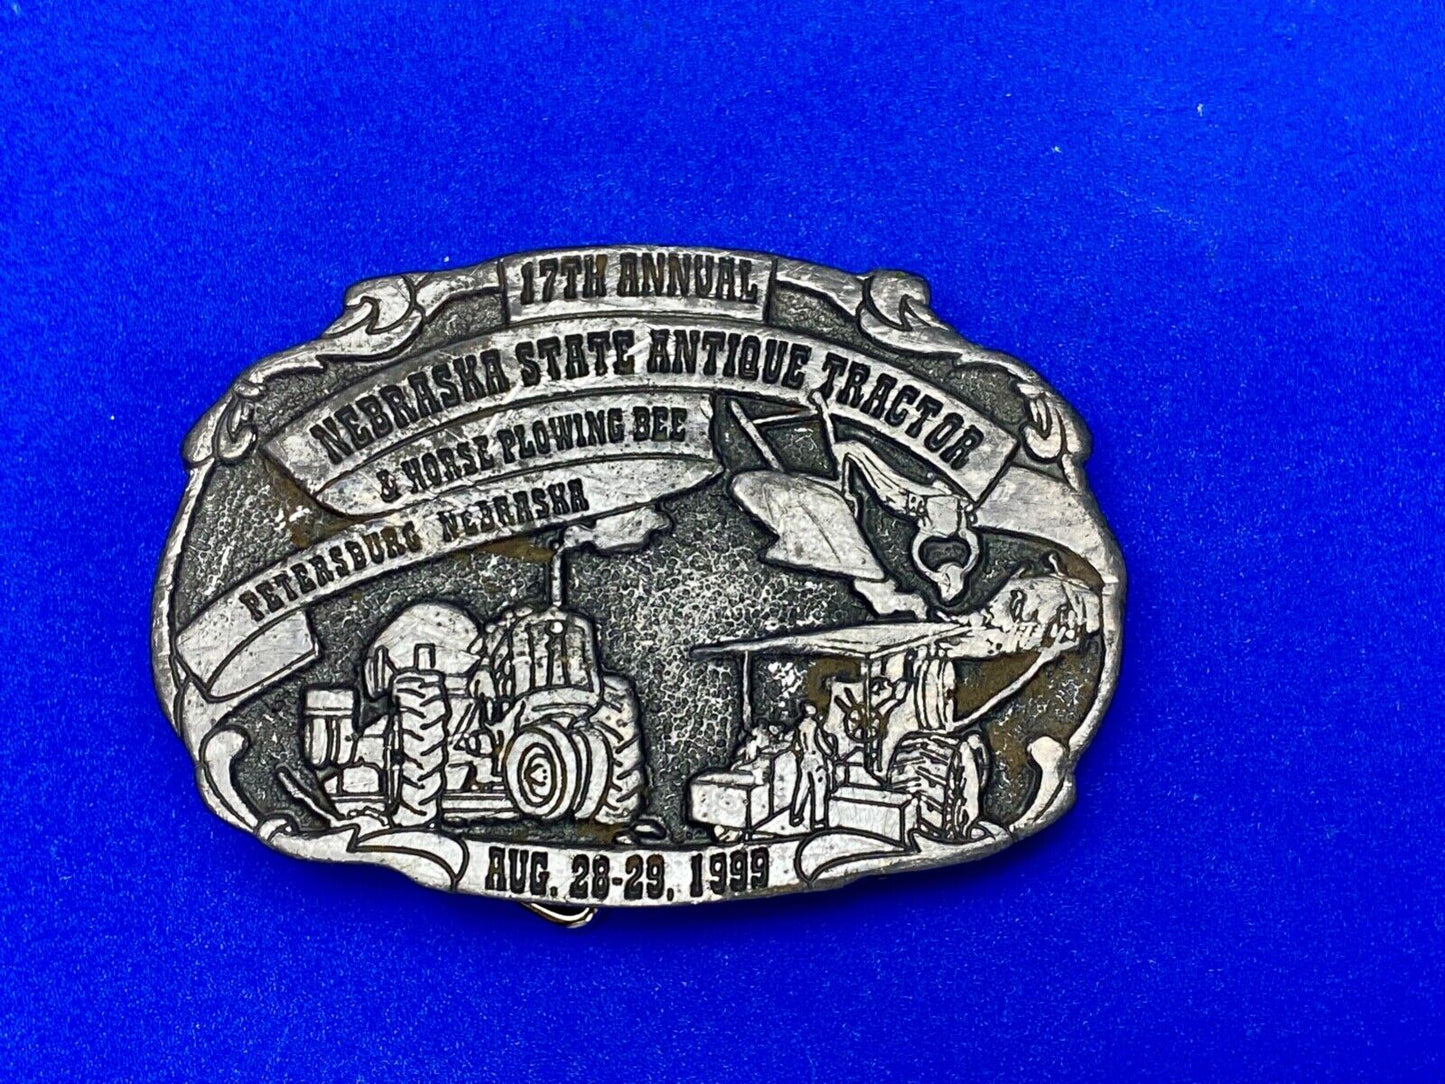 17TH ANNUAL
NEBRASKA STATE ANTIQUE TRACTOR
& HORSE PLOWING BEE
PETERSBURG NEBRASKA
AUG. 28-29, 1999